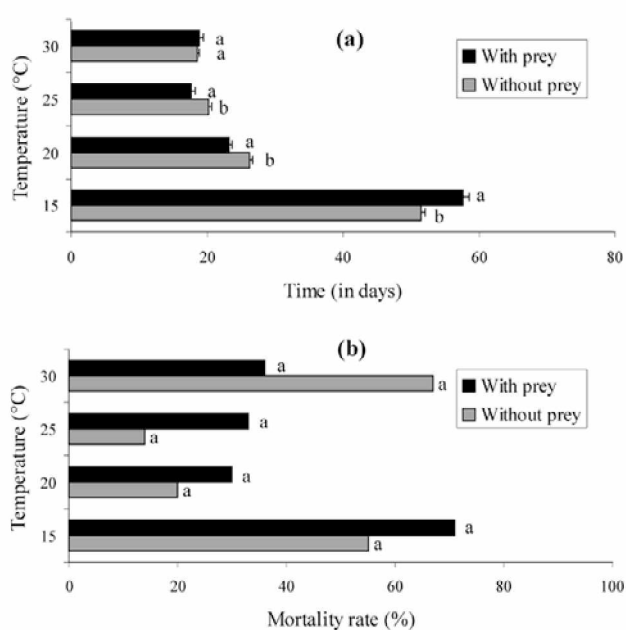 (a)
With prey
Without prey
Temperature (°C)
30
a
a
25
a
b
20
a
b
15
a
b
0
20
40
60
80
Time (in days)
(b)
With prey
Without prey
Temperature (°C)
30
a
a
25
a
a
20
a
a
15
a
a
0
20
40
60
80
100
Mortality rate (%)